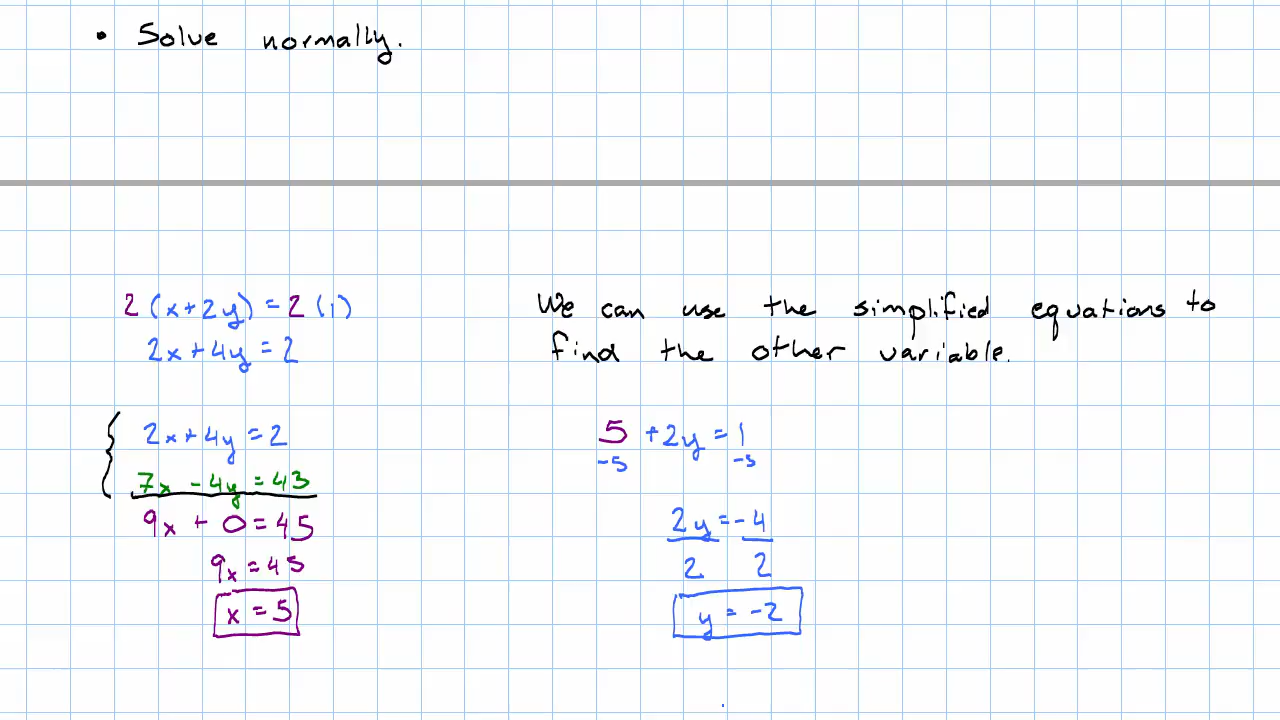 • Solve normally.
2 (x+2y) = 2 (1)
2x+4y = 2
2x+4y = 2
7x - 4y = 43
9x + 0 = 45
9x = 45
x = 5
We can use the simplified equations to
find the other variable.
5 +2y = 1
-5 -5
2y = -4
2 2
y = -2